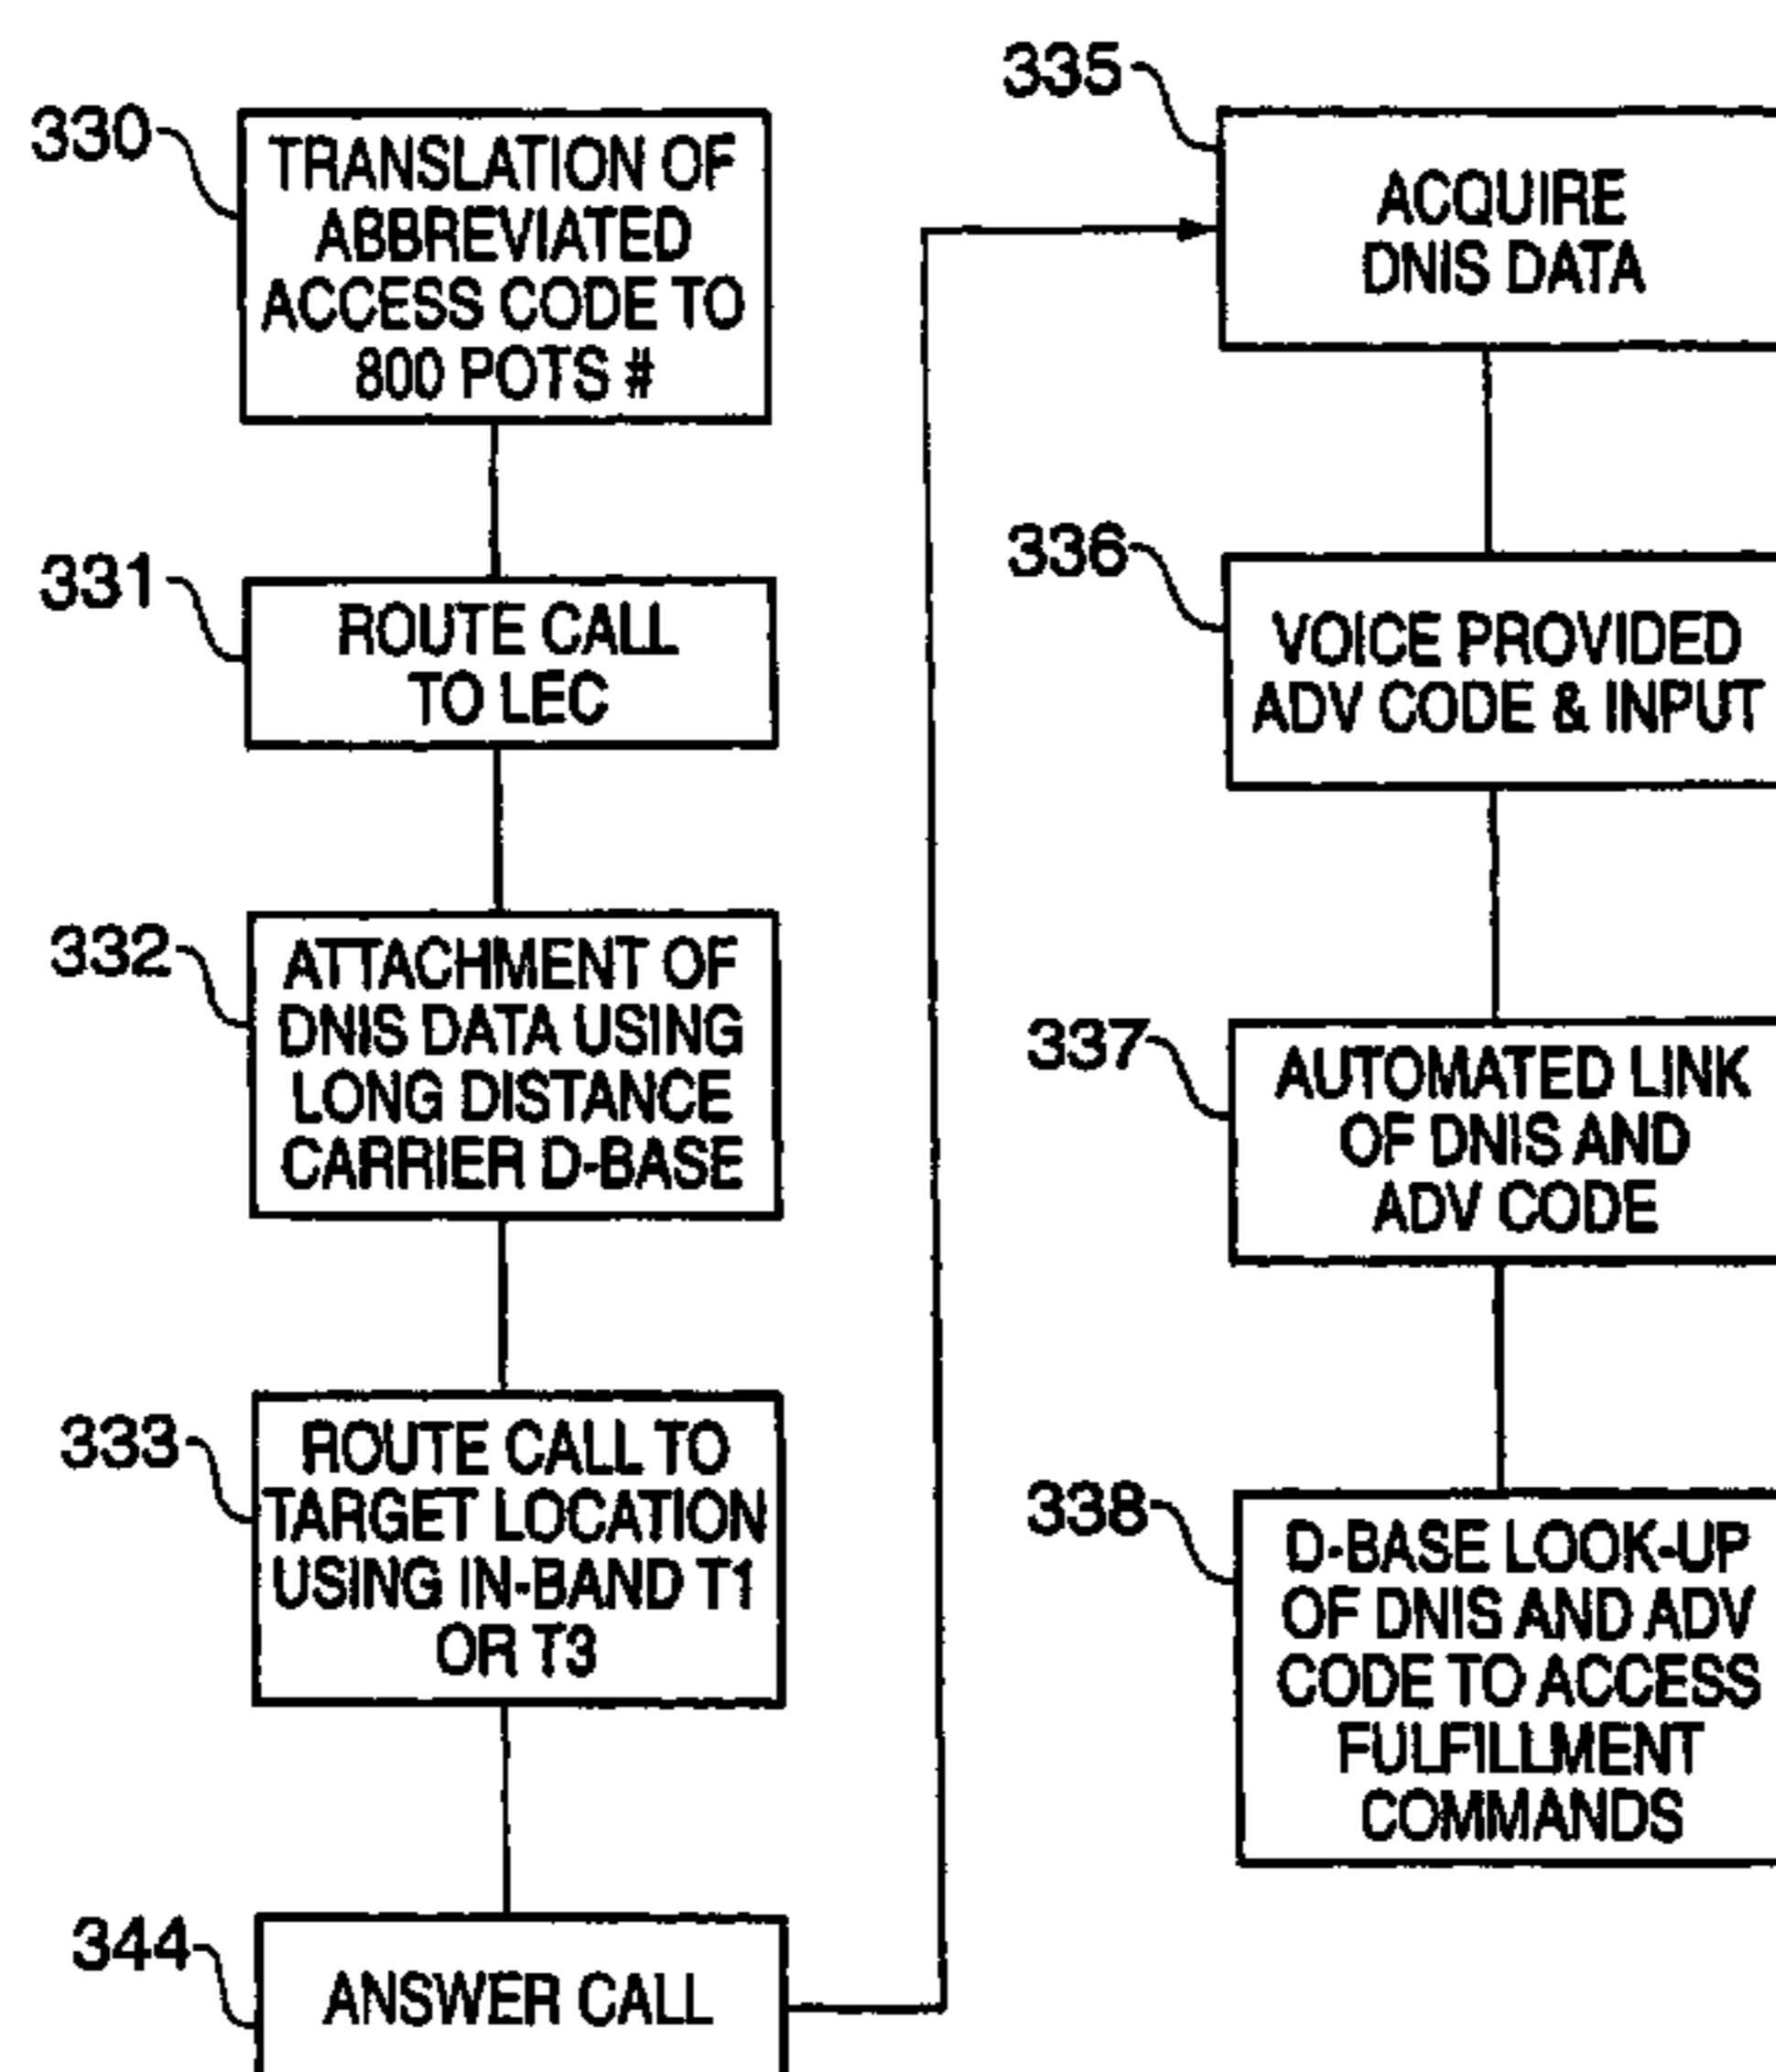 330
TRANSLATION OF
ABBREVIATED
ACCESS CODE TO
800 POTS #
331
ROUTE CALL
TO LEC
332
ATTACHMENT OF
DNIS DATA USING
LONG DISTANCE
CARRIER D-BASE
333
ROUTE CALL TO
TARGET LOCATION
USING IN-BAND T1
OR T3
344
ANSWER CALL
335
ACQUIRE
DNIS DATA
336
VOICE PROVIDED
ADV CODE & INPUT
337
AUTOMATED LINK
OF DNIS AND
ADV CODE
338
D-BASE LOOK-UP
OF DNIS AND ADV
CODE TO ACCESS
FULFILLMENT
COMMANDS